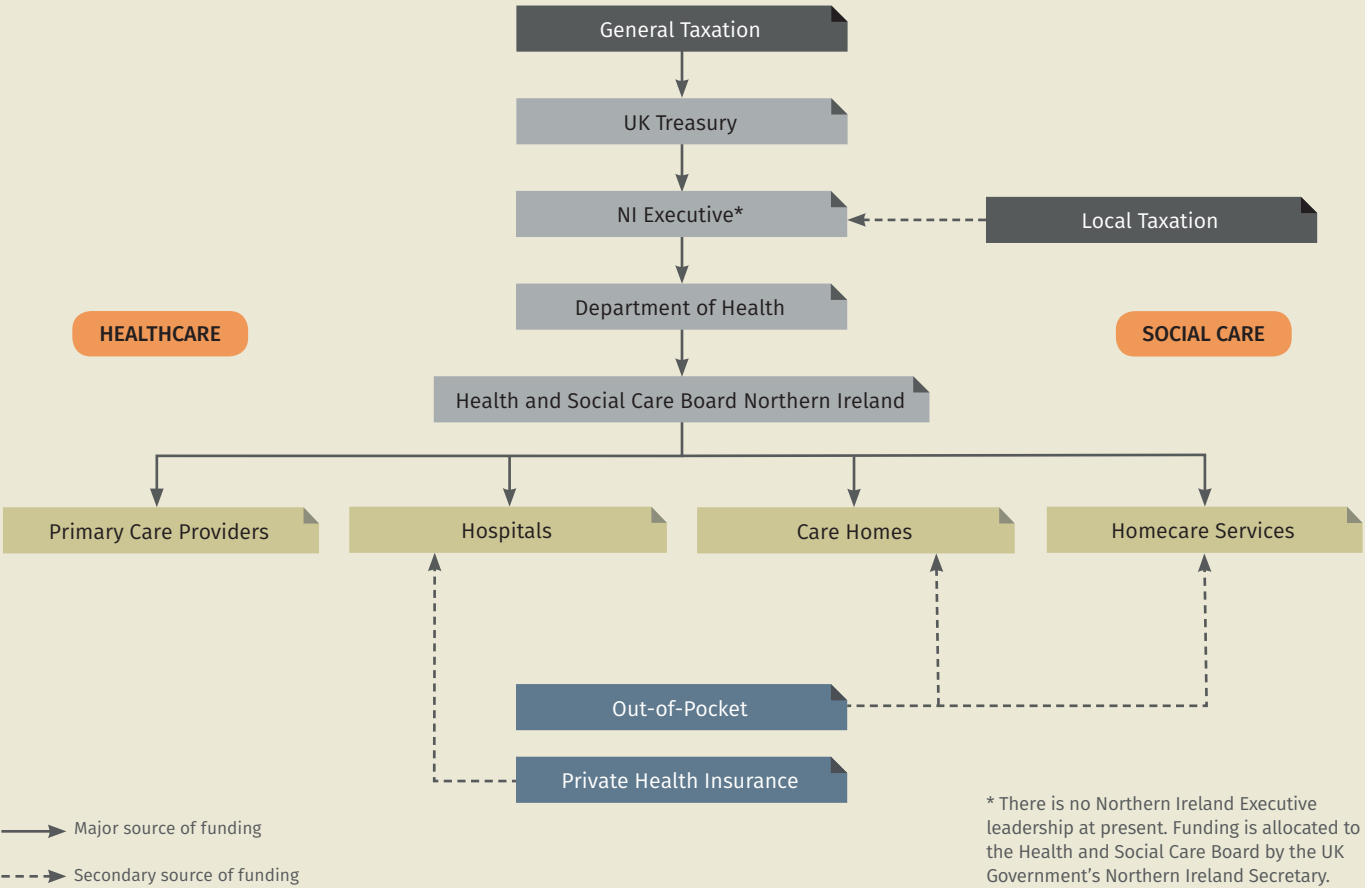 General Taxation
UK Treasury
NI Executive*
Local Taxation
Department of Health
HEALTHCARE
SOCIAL CARE
Health and Social Care Board Northern Ireland
Primary Care Providers
Hospitals
Care Homes
Homecare Services
Out-of-Pocket
Private Health Insurance
Major source of funding
Secondary source of funding
* There is no Northern Ireland Executive
leadership at present. Funding is allocated to
the Health and Social Care Board by the UK
Government’s Northern Ireland Secretary.